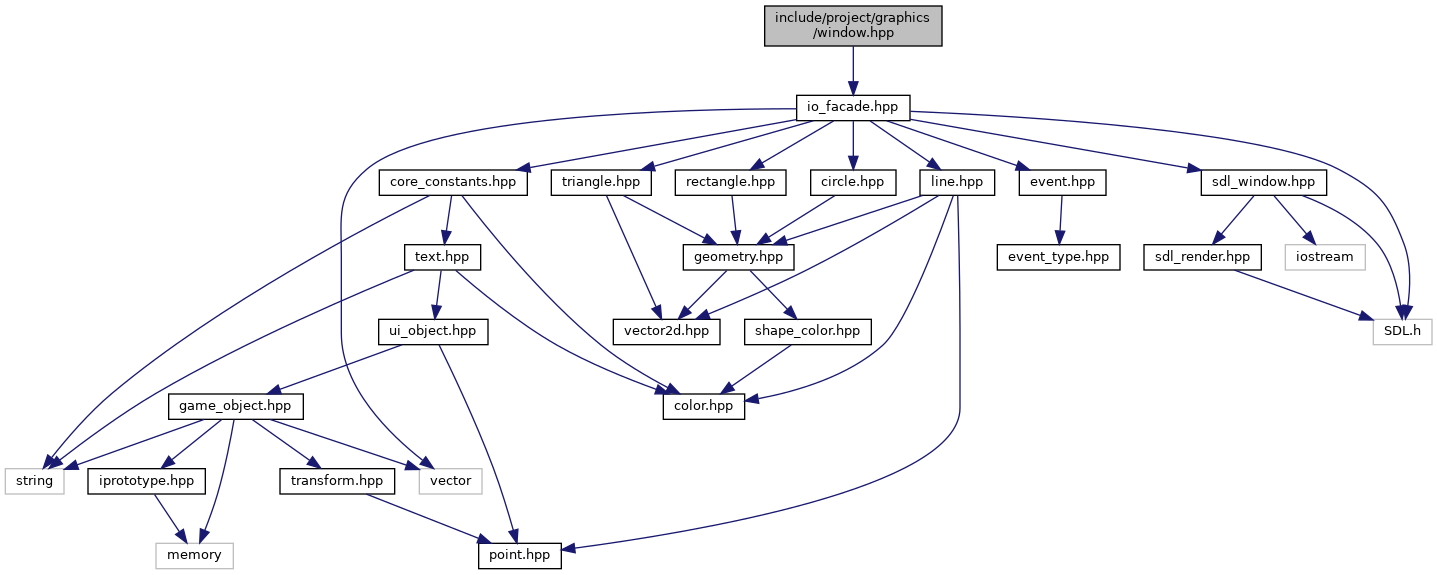 include/project/graphics
/window.hpp
io_facade.hpp
core_constants.hpp
triangle.hpp
rectangle.hpp
circle.hpp
line.hpp
event.hpp
sdl_window.hpp
text.hpp
geometry.hpp
event_type.hpp
sdl_render.hpp
iostream
ui_object.hpp
vector2d.hpp
shape_color.hpp
SDL.h
game_object.hpp
color.hpp
string
iprototype.hpp
transform.hpp
vector
memory
point.hpp